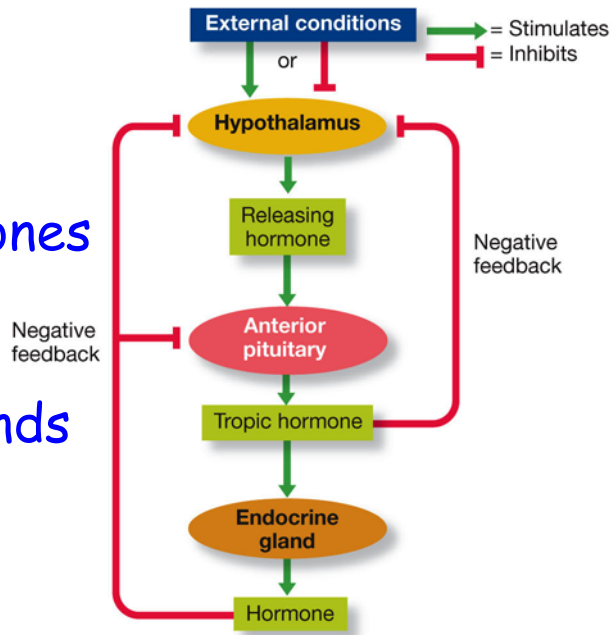 External conditions
= Stimulates
= Inhibits
or
Hypothalamus
Releasing
hormone
Negative
feedback
Anterior
pituitary
Negative
feedback
Tropic hormone
Endocrine
gland
Hormone